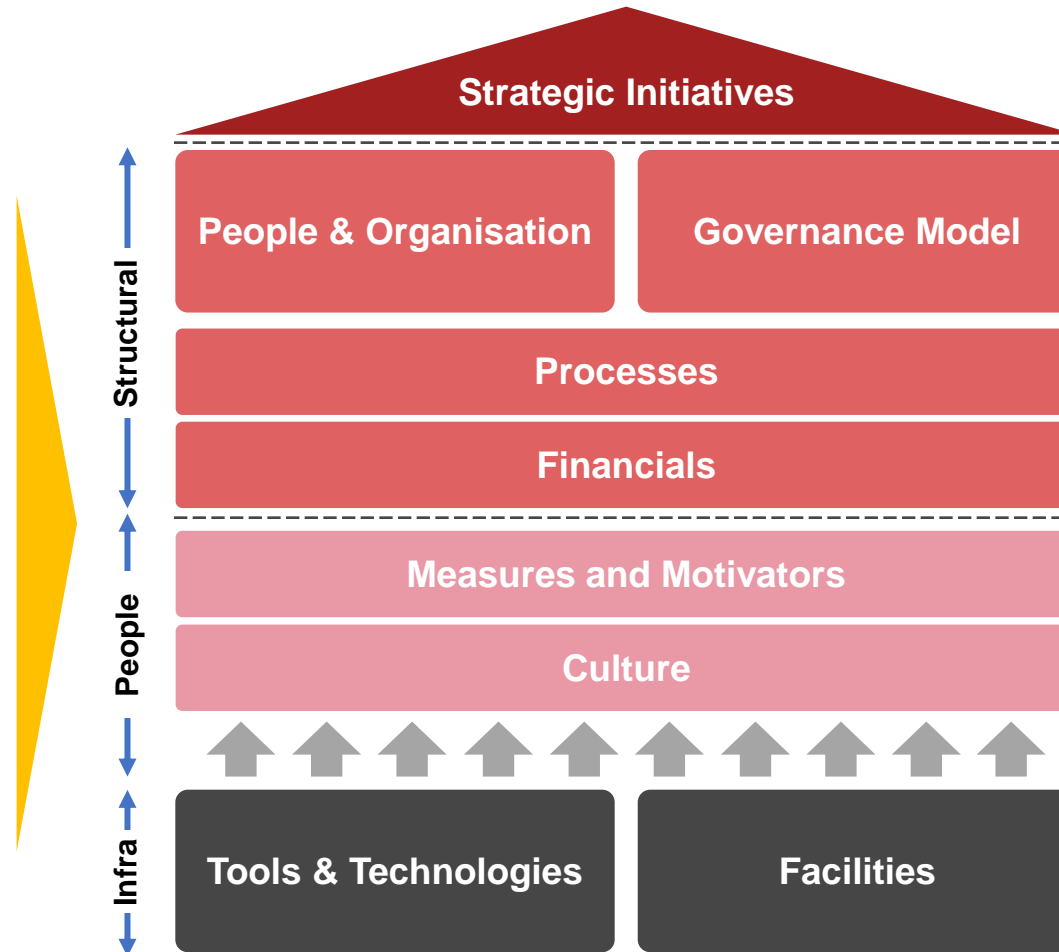 Strategic Initiatives
Structural
People & Organisation
Governance Model
Processes
Financials
People
Measures and Motivators
Culture
Infra
Tools & Technologies
Facilities